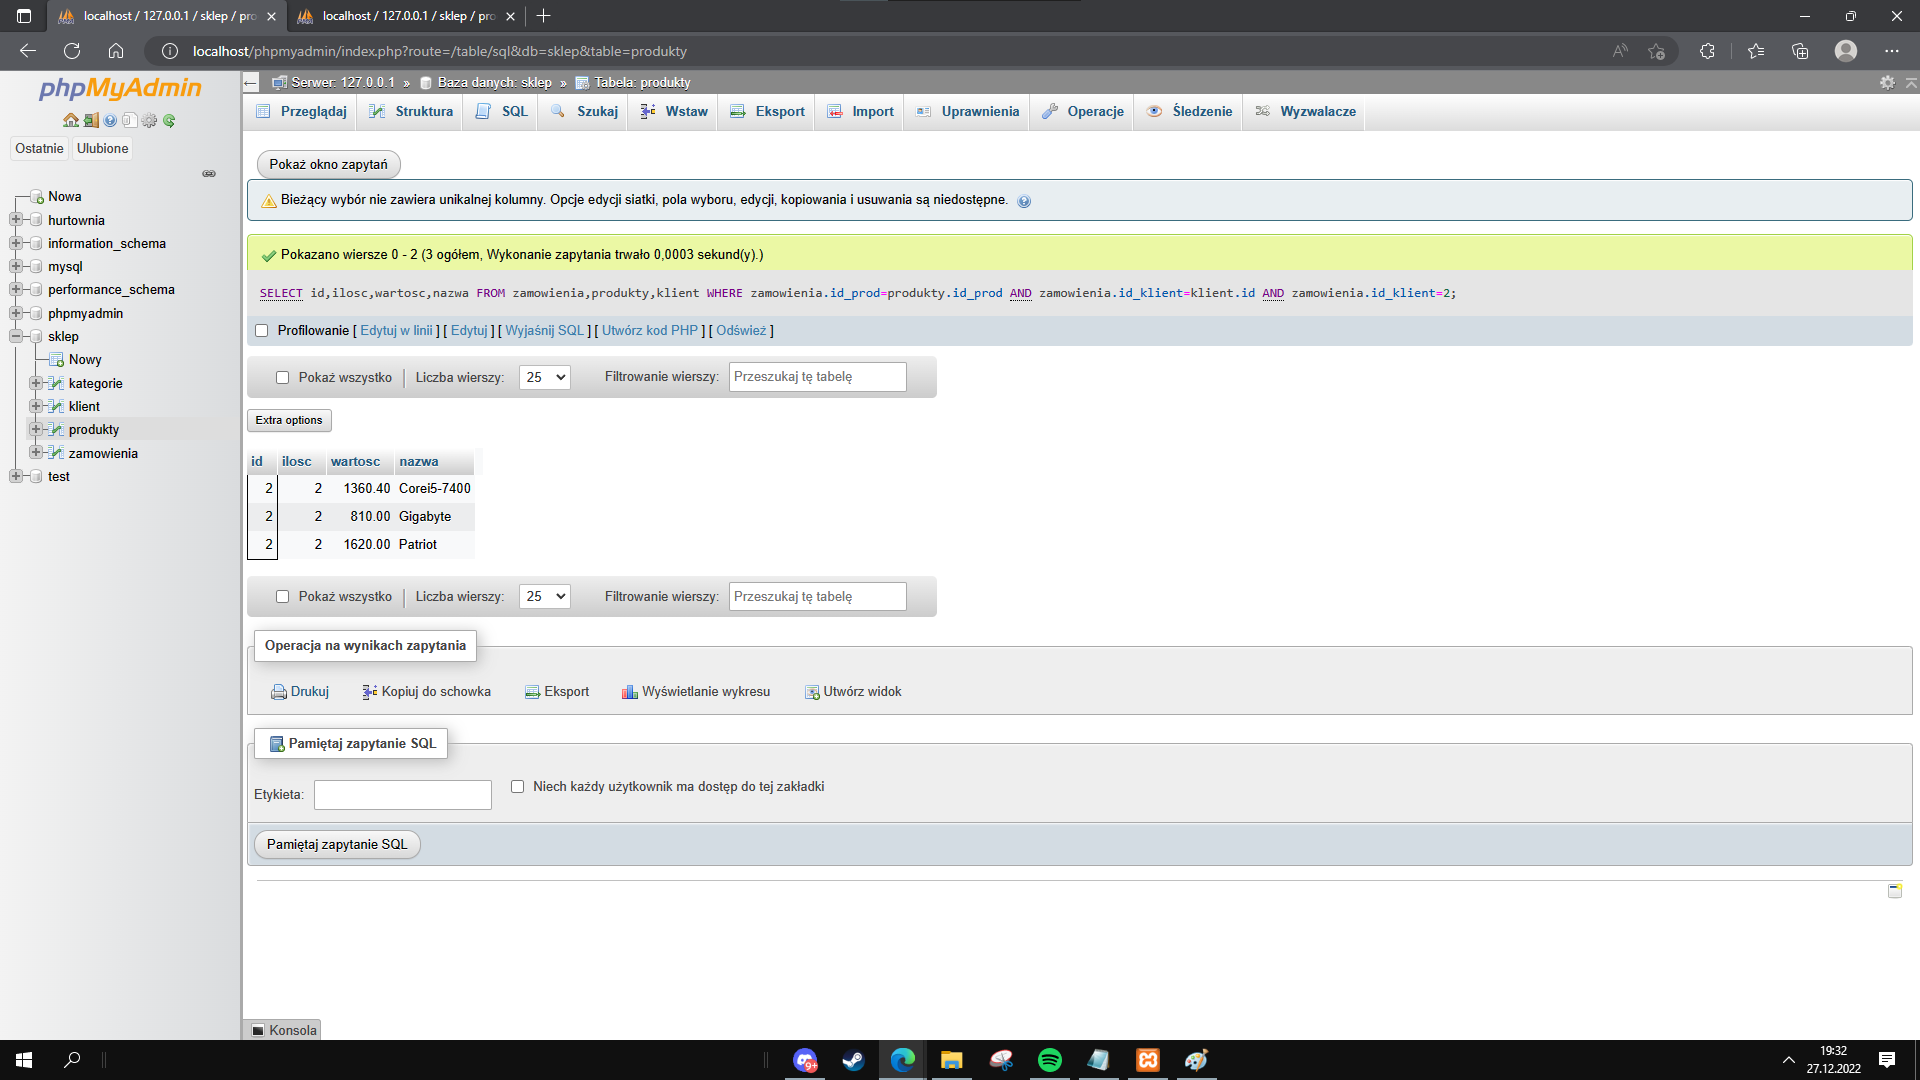 localhost / 127.0.0.1 / sklep / pro
localhost / 127.0.0.1 / sklep / pro
localhost/phpmyadmin/index.php?route=/table/sql&db=sklep&table=produkty
phpMyAdmin
Ostatnie Ulubione
Nowa
hurtownia
information_schema
mysql
performance_schema
phpmyadmin
sklep
Nowy
kategorie
klient
produkty
zamowienia
test
Serwer: 127.0.0.1 » Baza danych: sklep » Tabela: produkty
Przeglądaj Struktura SQL Szukaj Wstaw Eksport Import Uprawnienia Operacje Śledzenie Wyzwalacze
Pokaż okno zapytań
Bieżący wybór nie zawiera unikalnej kolumny. Opcje edycji siatki, pola wyboru, edycji, kopiowania i usuwania są niedostępne.
Pokazano wiersze 0 - 2 (3 ogółem, Wykonanie zapytania trwało 0,0003 sekund(y).)
SELECT id,ilosc,wartosc,nazwa FROM zamowienia,produkty,klient WHERE zamowienia.id_prod=produkty.id_prod AND zamowienia.id_klient=klient.id AND zamowienia.id_klient=2;
Profilowanie [ Edytuj w linii ] [ Edytuj ] [ Wyjaśnij SQL ] [ Utwórz kod PHP ] [ Odśwież ]
Pokaż wszystko | Liczba wierszy: 25 Filtrowanie wierszy: Przeszukaj tę tabelę
Extra options
id ilosc wartosc nazwa
2 2 1360.40 Corei5-7400
2 2 810.00 Gigabyte
2 2 1620.00 Patriot
Pokaż wszystko | Liczba wierszy: 25 Filtrowanie wierszy: Przeszukaj tę tabelę
Operacja na wynikach zapytania
Drukuj Kopiuj do schowka Eksport Wyświetlanie wykresu Utwórz widok
Pamiętaj zapytanie SQL
Etykieta: Niech każdy użytkownik ma dostęp do tej zakładki
Pamiętaj zapytanie SQL
Konsola
9+
19:32
27.12.2022